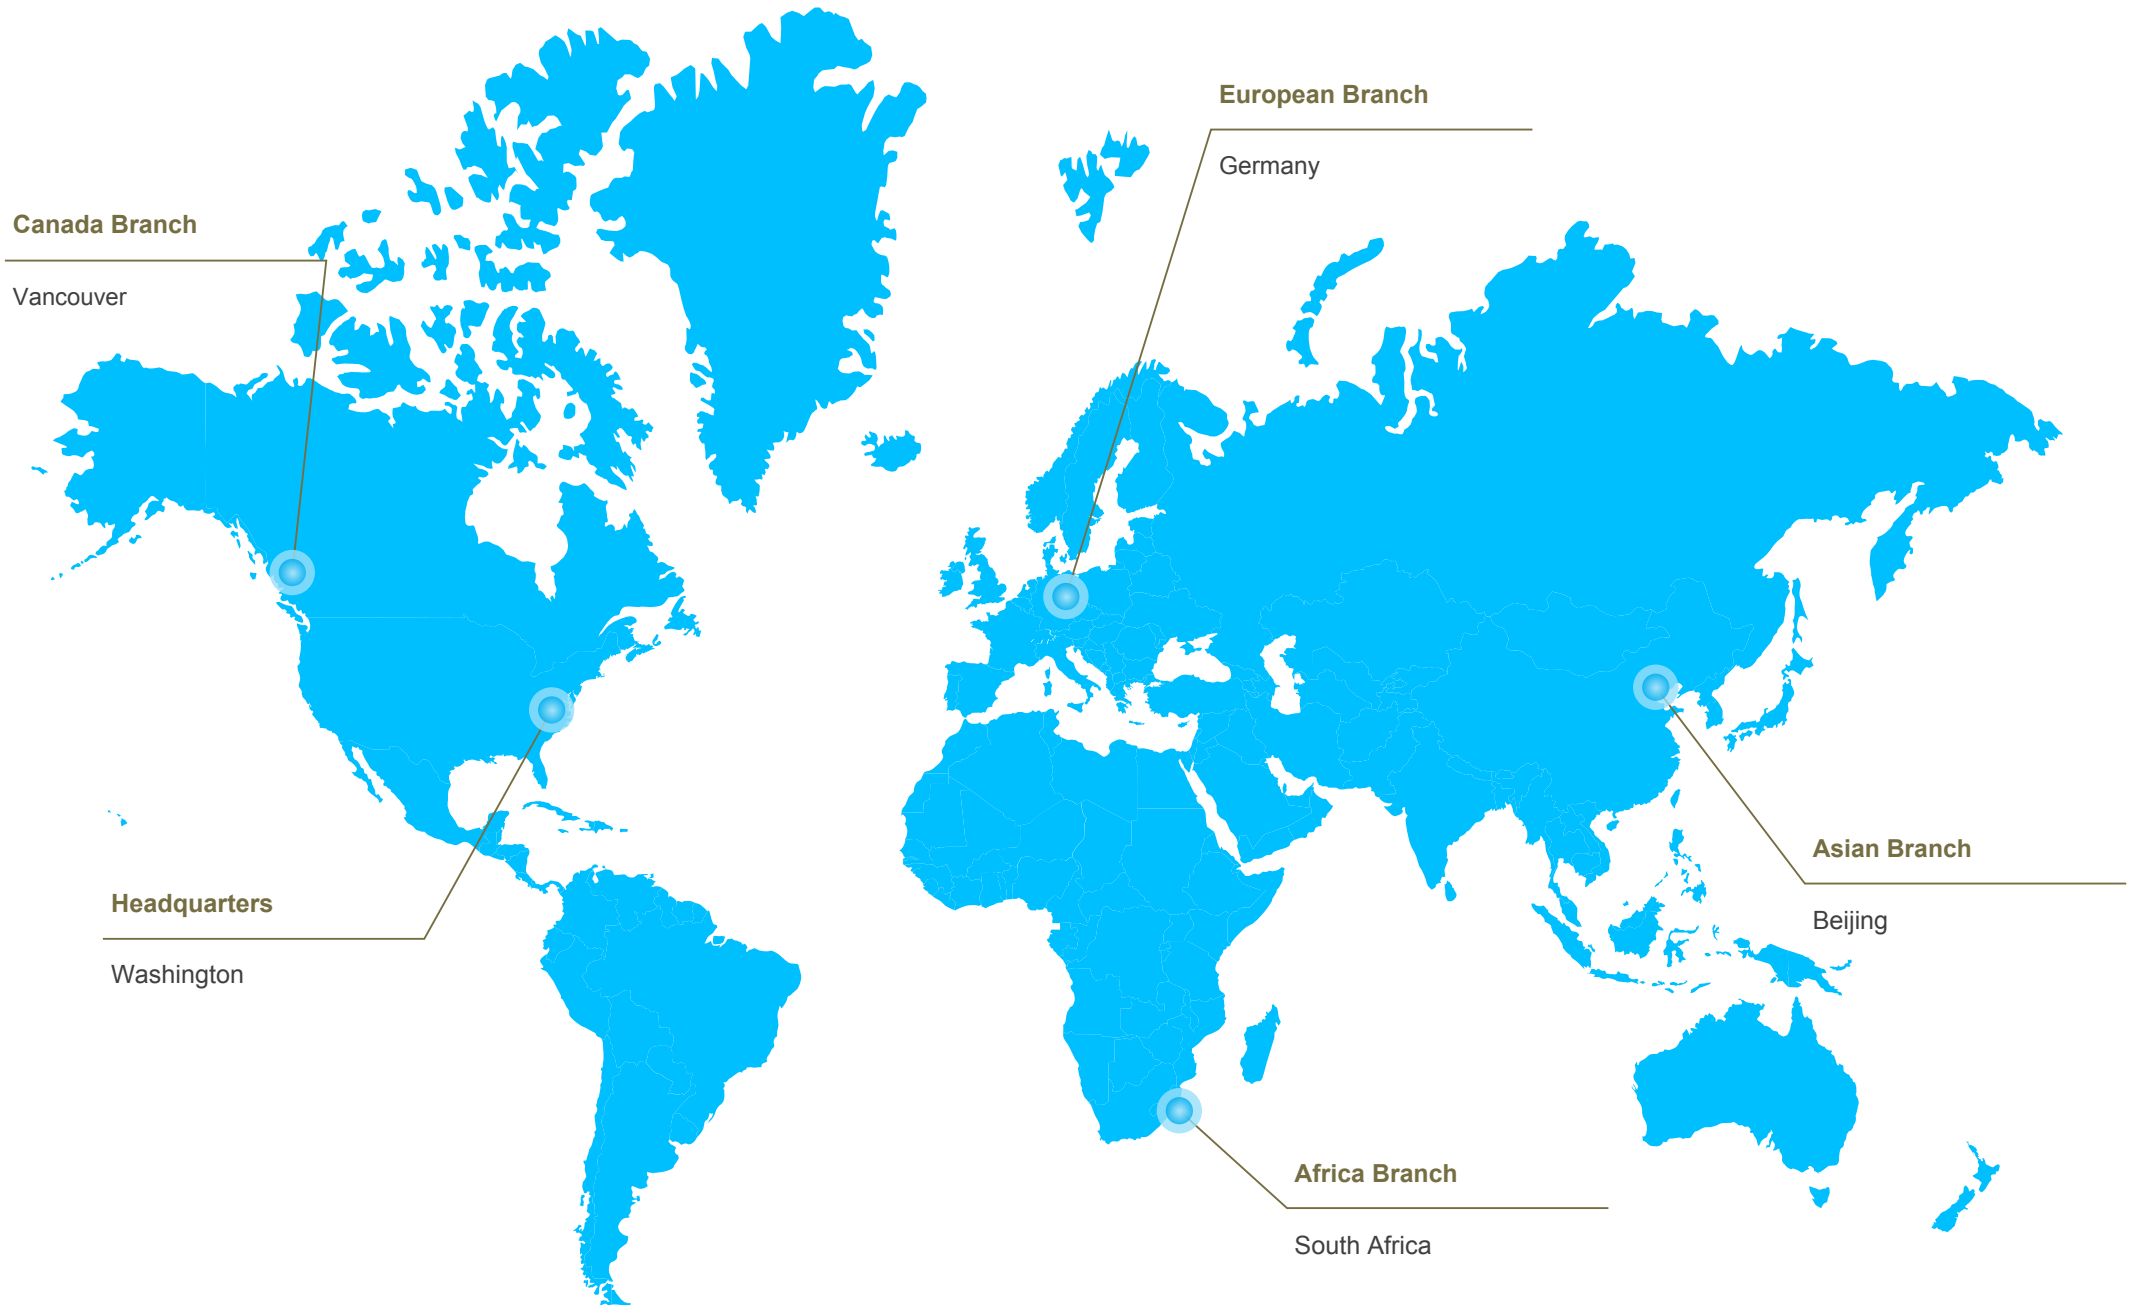 European Branch
Germany
Canada Branch
Vancouver
Asian Branch
Beijing
Headquarters
Washington
Africa Branch
South Africa